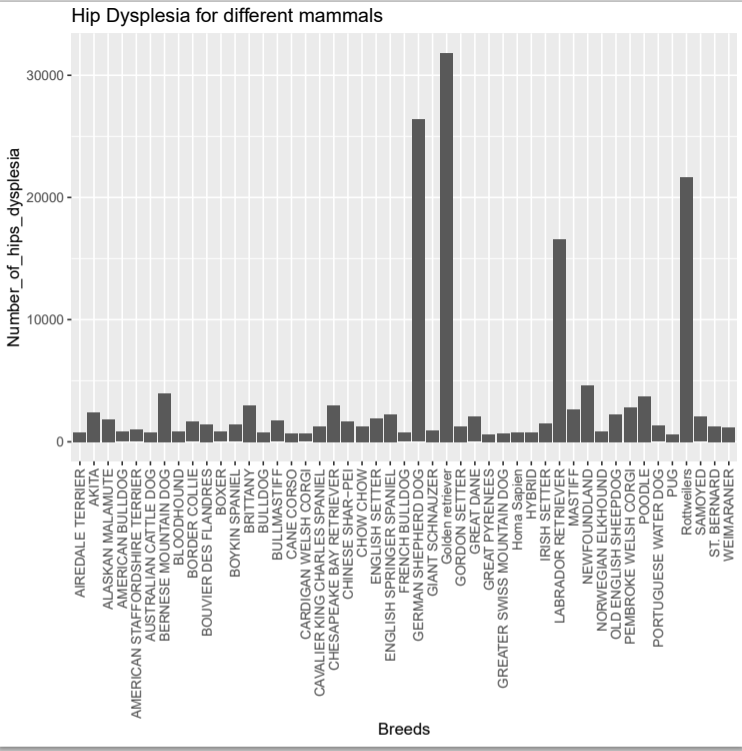 Hip Dysplesia for different mammals
Number_of_hips_dysplesia
30000
20000
10000
0
AIREDALE TERRIER
AKITA
ALASKAN MALAMUTE
AMERICAN BULLDOG
AMERICAN STAFFORDSHIRE TERRIER
AUSTRALIAN CATTLE DOG
BERNESE MOUNTAIN DOG
BLOODHOUND
BORDER COLLIE
BOUVIER DES FLANDRES
BOXER
BOYKIN SPANIEL
BRITTANY
BULLDOG
BULLMASTIFF
CANE CORSO
CARDIGAN WELSH CORGI
CAVALIER KING CHARLES SPANIEL
CHESAPEAKE BAY RETRIEVER
CHINESE SHAR-PEI
CHOW CHOW
ENGLISH SETTER
ENGLISH SPRINGER SPANIEL
FRENCH BULLDOG
GERMAN SHEPHERD DOG
GIANT SCHNAUZER
Golden retriever
GORDON SETTER
GREAT DANE
GREAT PYRENEES
GREATER SWISS MOUNTAIN DOG
Homa Sapien
HYBRID
IRISH SETTER
LABRADOR RETRIEVER
MASTIFF
NEWFOUNDLAND
NORWEGIAN ELKHOUND
OLD ENGLISH SHEEPDOG
PEMBROKE WELSH CORGI
POODLE
PORTUGUESE WATER DOG
PUG
Rottweilers
SAMOYED
ST. BERNARD
WEIMARANER
Breeds